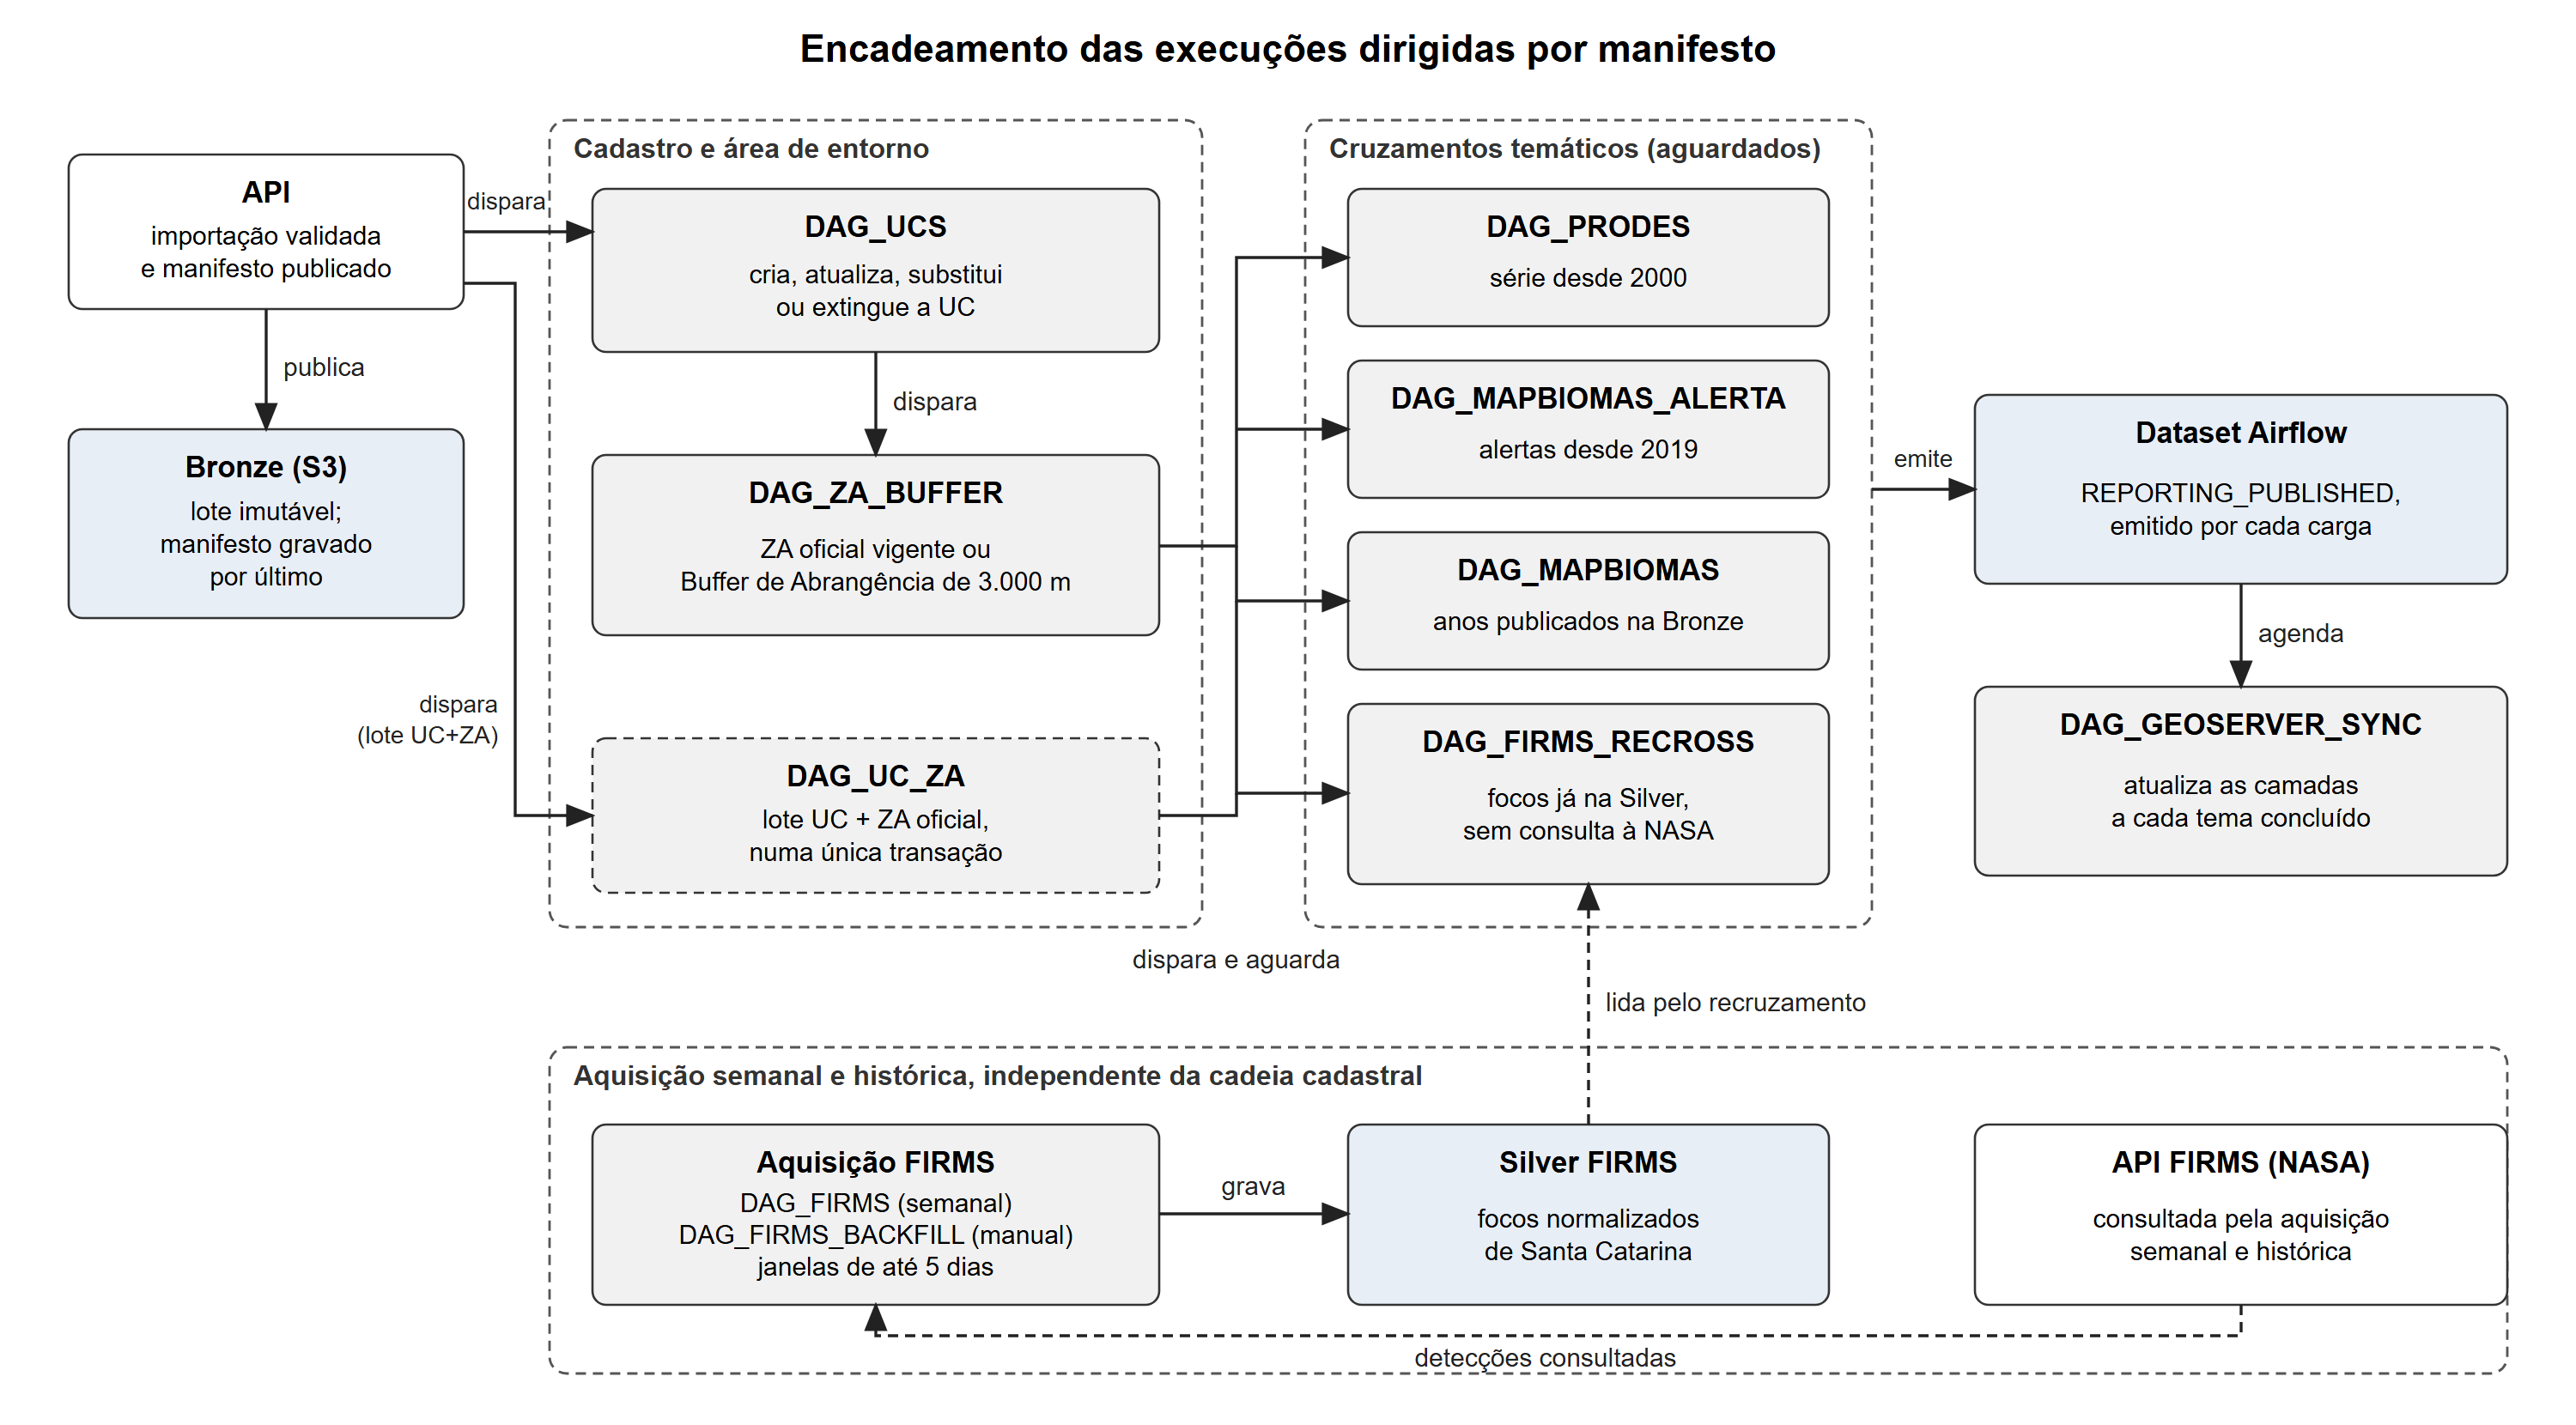 Encadeamento das execuções dirigidas por manifesto
API
importação validada
e manifesto publicado
dispara
publica
Bronze (S3)
lote imutável;
manifesto gravado
por último
dispara
(lote UC+ZA)
Cadastro e área de entorno
DAG_UCS
cria, atualiza, substitui
ou extingue a UC
dispara
DAG_ZA_BUFFER
ZA oficial vigente ou
Buffer de Abrangência de 3.000 m
DAG_UC_ZA
lote UC + ZA oficial,
numa única transação
dispara e aguarda
Cruzamentos temáticos (aguardados)
DAG_PRODES
série desde 2000
DAG_MAPBIOMAS_ALERTA
alertas desde 2019
DAG_MAPBIOMAS
anos publicados na Bronze
DAG_FIRMS_RECROSS
focos já na Silver,
sem consulta à NASA
emite
Dataset Airflow
REPORTING_PUBLISHED,
emitido por cada carga
agenda
DAG_GEOSERVER_SYNC
atualiza as camadas
a cada tema concluído
lida pelo recruzamento
Aquisição semanal e histórica, independente da cadeia cadastral
Aquisição FIRMS
DAG_FIRMS (semanal)
DAG_FIRMS_BACKFILL (manual)
janelas de até 5 dias
grava
Silver FIRMS
focos normalizados
de Santa Catarina
API FIRMS (NASA)
consultada pela aquisição
semanal e histórica
detecções consultadas